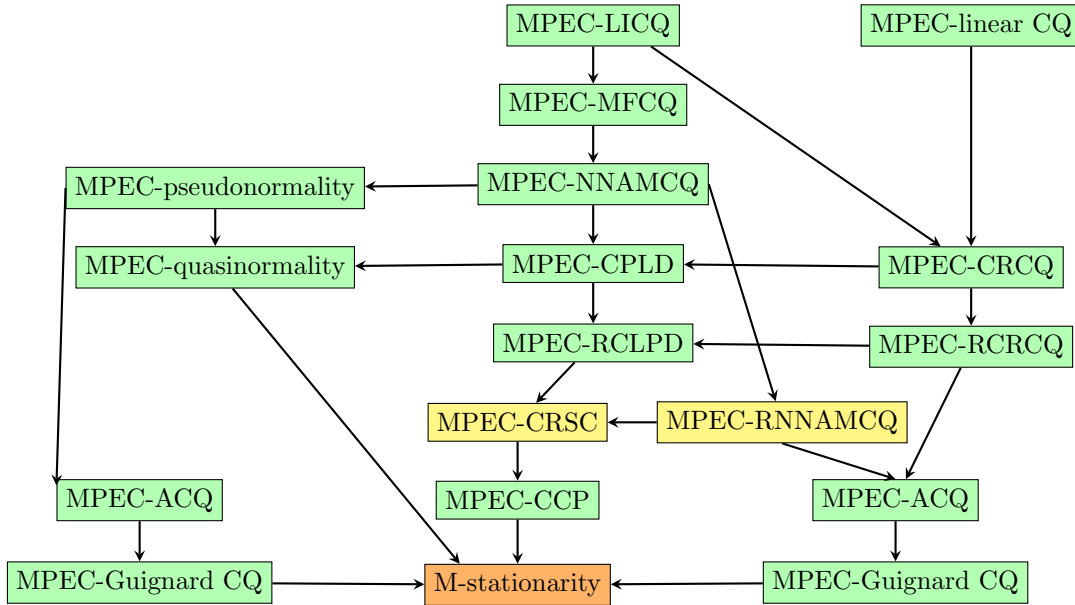 MPEC-LICQ
MPEC-linear CQ
MPEC-MFCQ
MPEC-pseudonormality
MPEC-NNAMCQ
MPEC-quasinormality
MPEC-CPLD
MPEC-CRCQ
MPEC-RCLPD
MPEC-RCRCQ
MPEC-CRSC
MPEC-RNNAMCQ
MPEC-ACQ
MPEC-CCP
MPEC-ACQ
MPEC-Guignard CQ
M-stationarity
MPEC-Guignard CQ